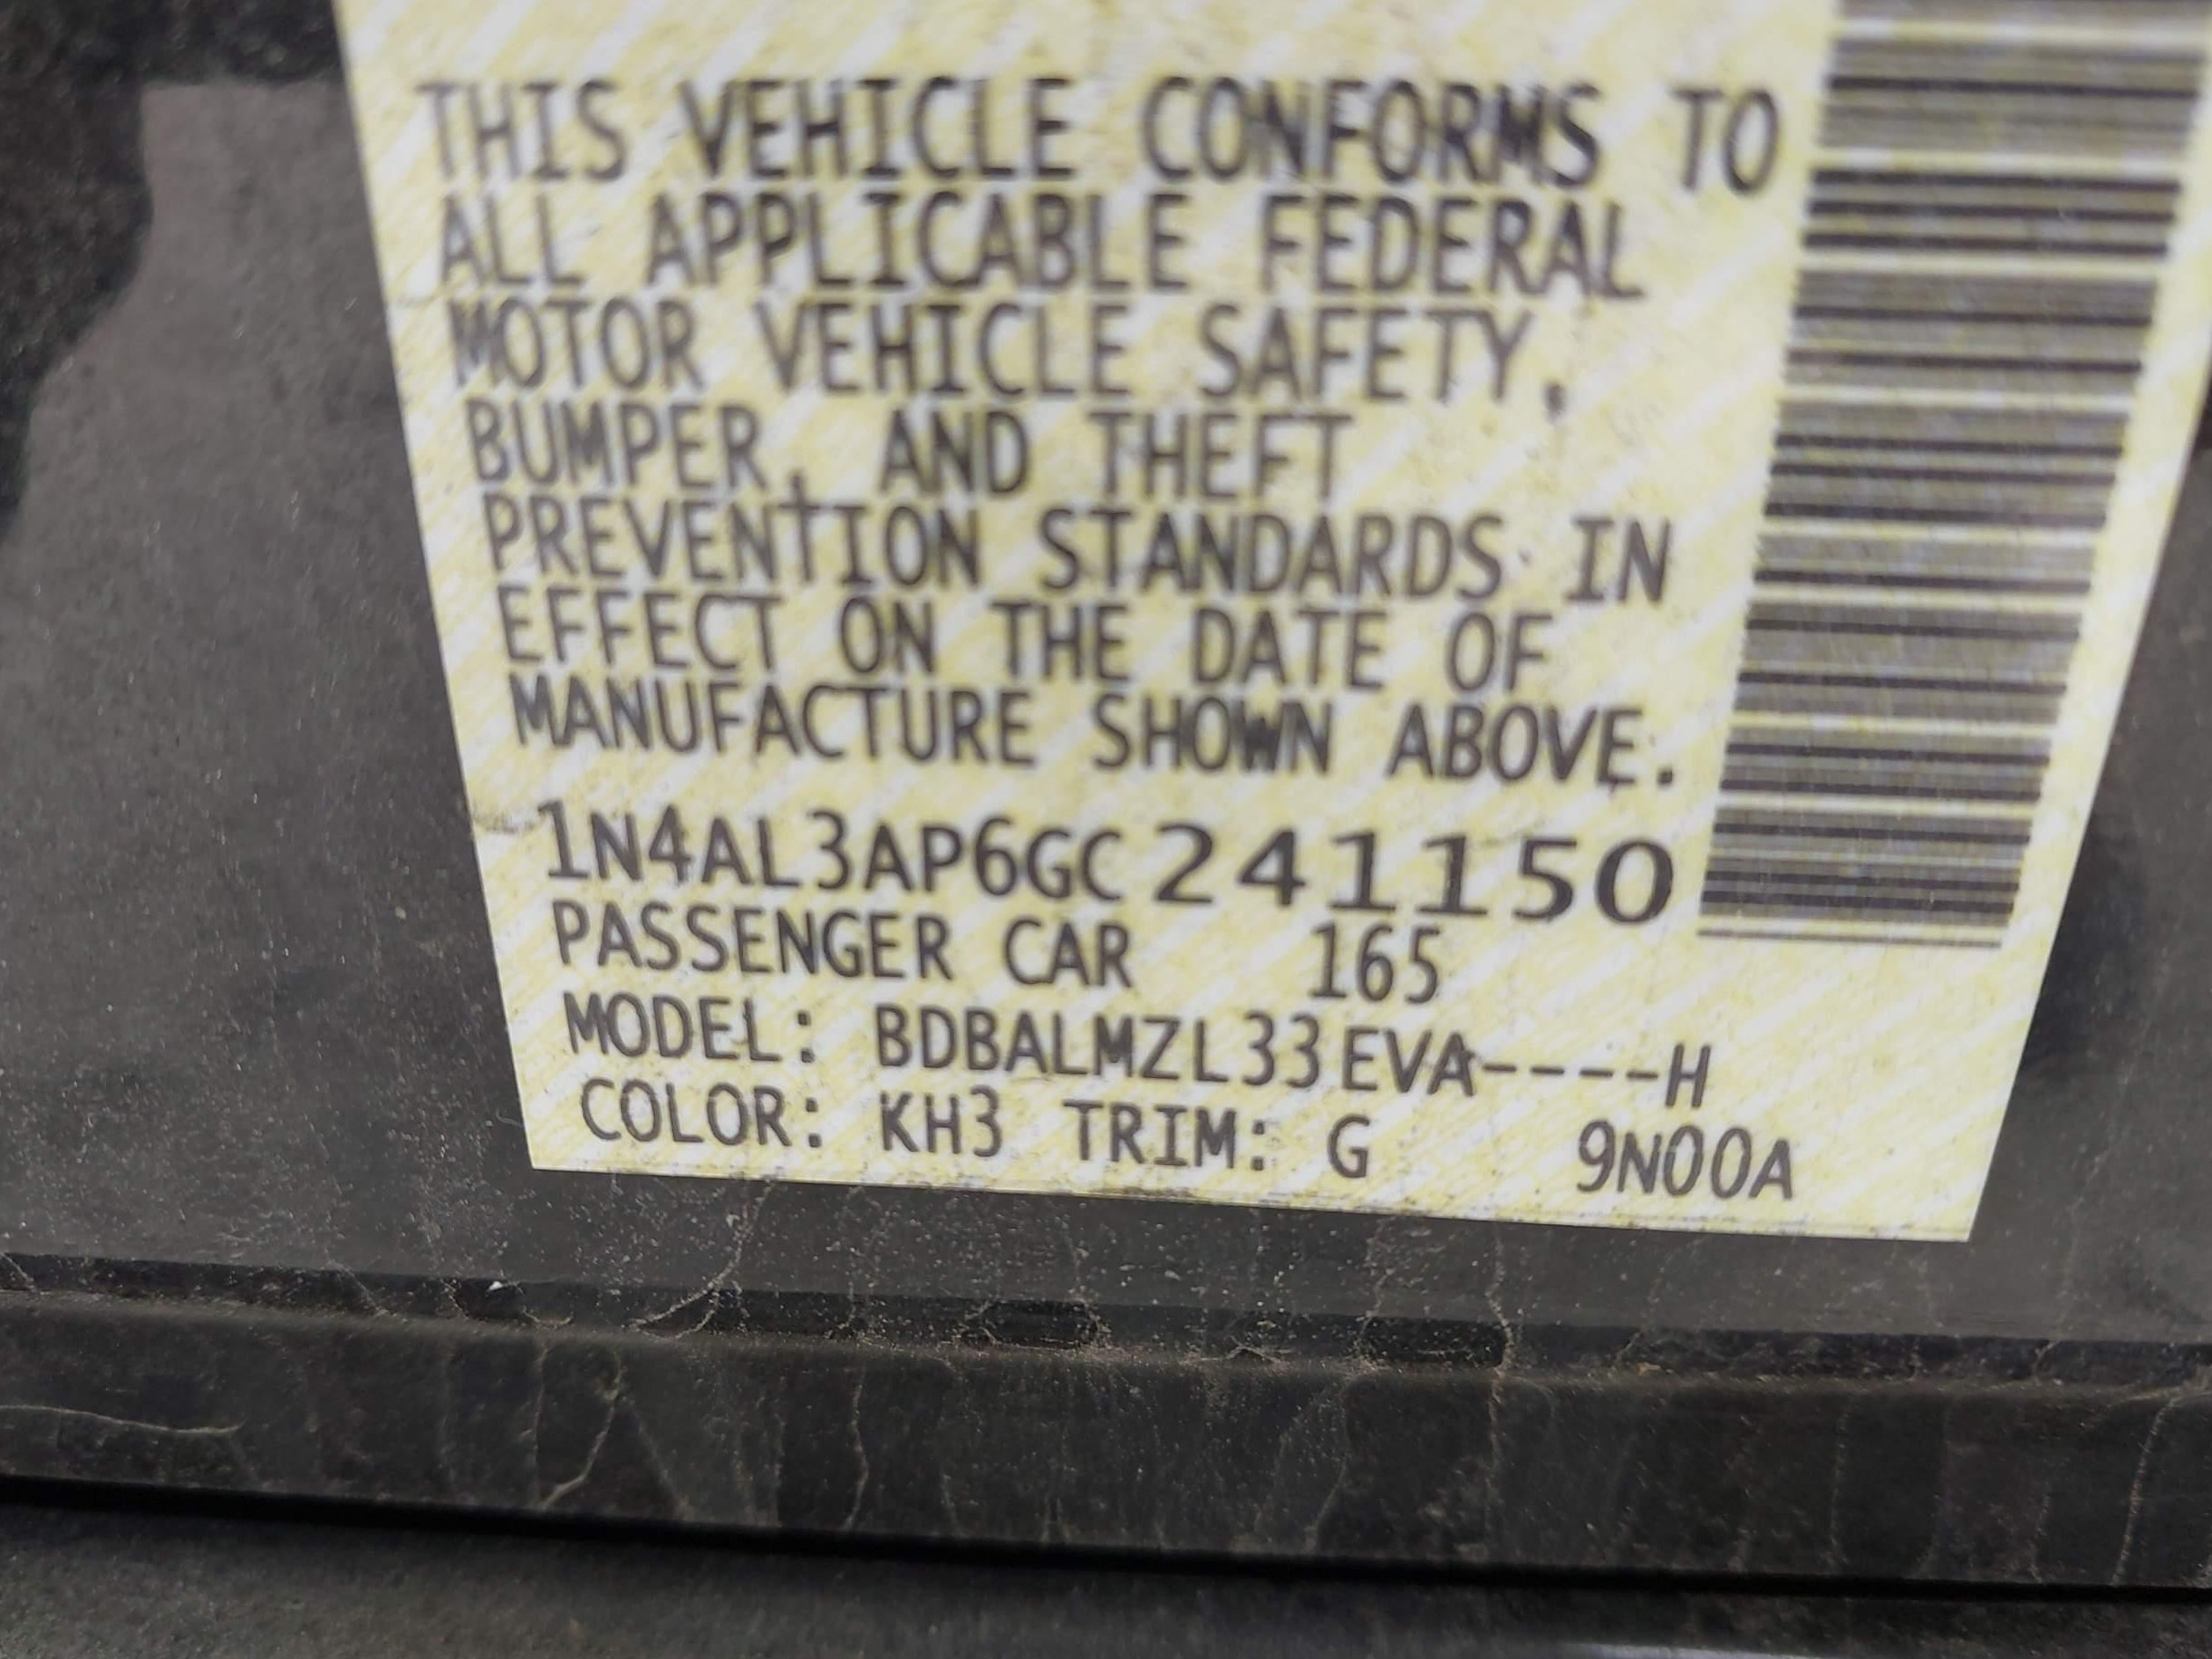 THIS VEHICLE CONFORMS TO
ALL APPLICABLE FEDERAL
MOTOR VEHICLE SAFETY,
BUMPER, AND THEFT
PREVENTION STANDARDS IN
EFFECT ON THE DATE OF
MANUFACTURE SHOWN ABOVE.
1N4AL3AP6GC241150
PASSENGER CAR 165
MODEL: BDBALMZL33EVA----H
COLOR: KH3 TRIM: G 9N00A